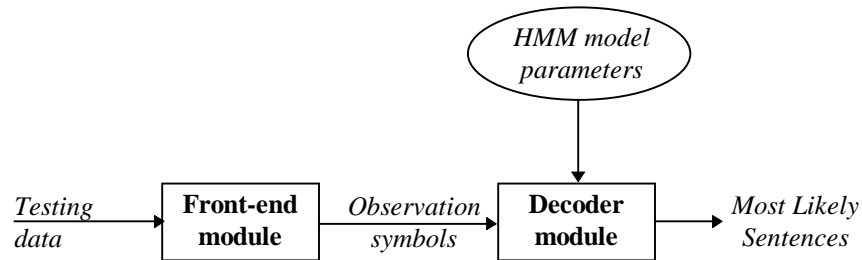 HMM model
parameters
Testing
data
Front-end
module
Observation
symbols
Decoder
module
Most Likely
Sentences